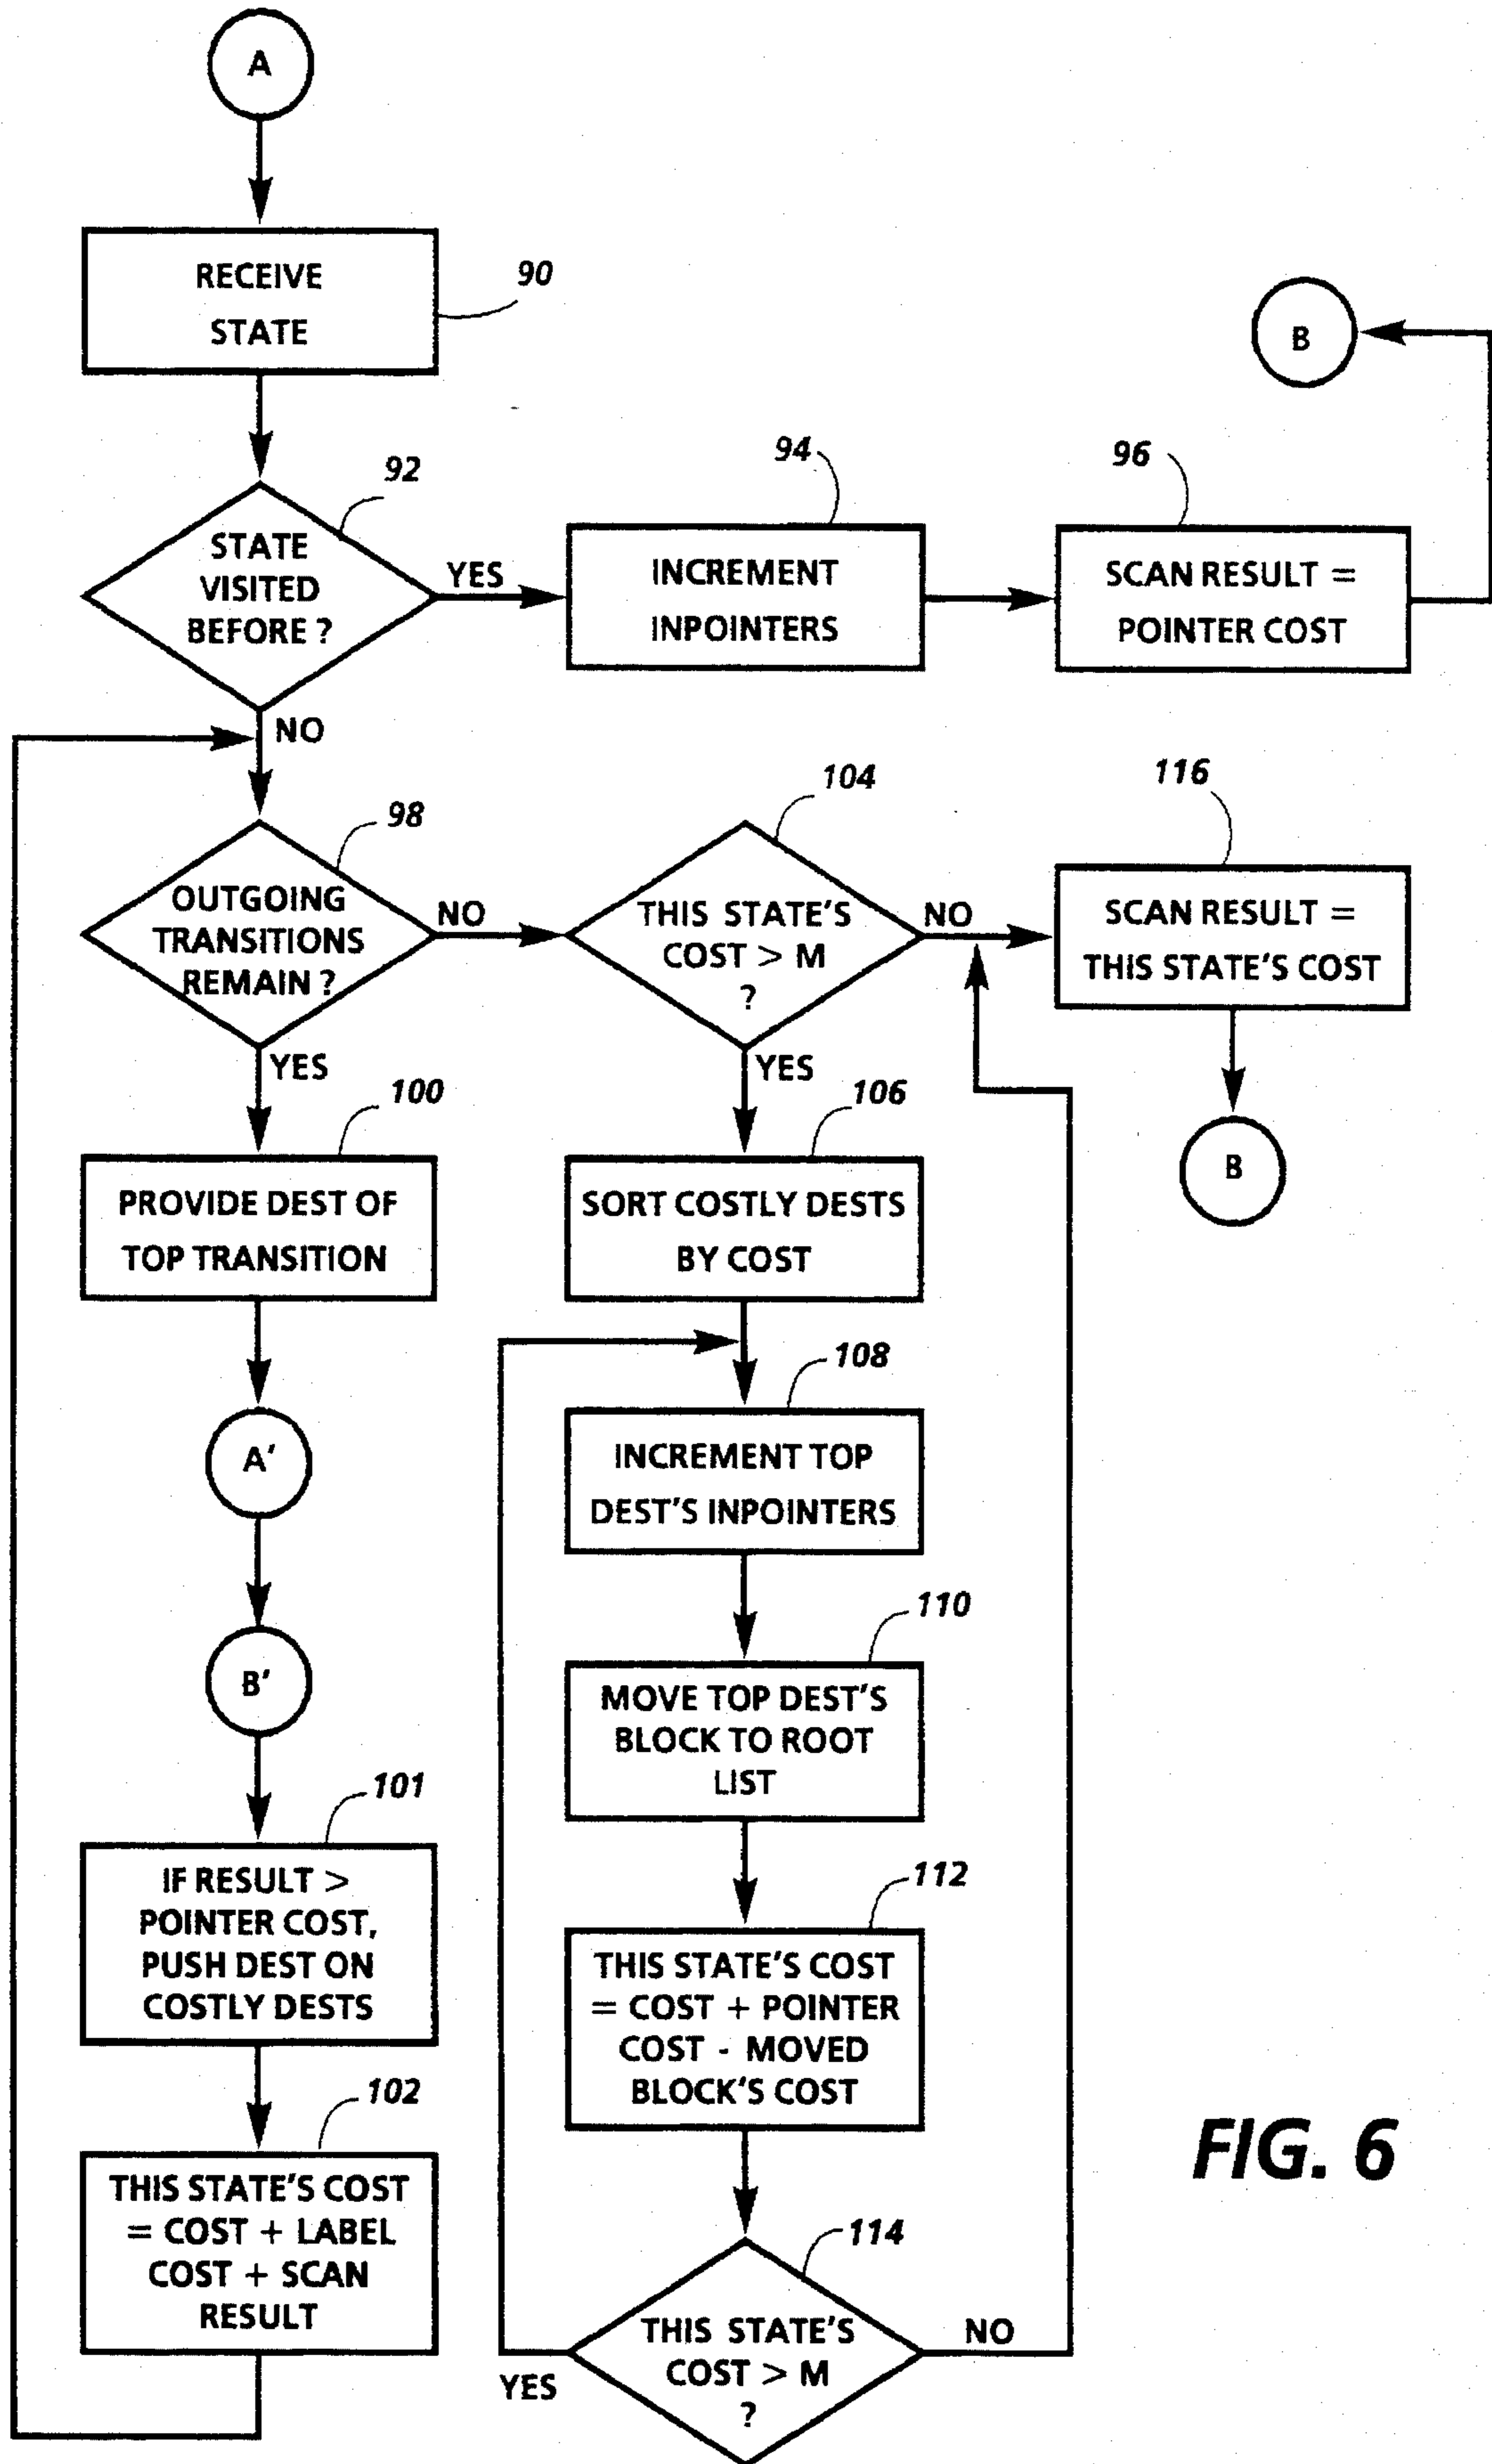 A
RECEIVE
STATE
90
B
92
STATE
VISITED
BEFORE ?
YES
NO
94
INCREMENT
INPOINTERS
96
SCAN RESULT =
POINTER COST
98
OUTGOING
TRANSITIONS
REMAIN ?
NO
YES
104
THIS STATE'S
COST > M
?
NO
YES
116
SCAN RESULT =
THIS STATE'S COST
B
100
PROVIDE DEST OF
TOP TRANSITION
A'
B'
101
IF RESULT >
POINTER COST,
PUSH DEST ON
COSTLY DESTS
102
THIS STATE'S COST
= COST + LABEL
COST + SCAN
RESULT
106
SORT COSTLY DESTS
BY COST
108
INCREMENT TOP
DEST'S INPOINTERS
110
MOVE TOP DEST'S
BLOCK TO ROOT
LIST
112
THIS STATE'S COST
= COST + POINTER
COST - MOVED
BLOCK'S COST
114
THIS STATE'S
COST > M
?
YES
NO
FIG. 6